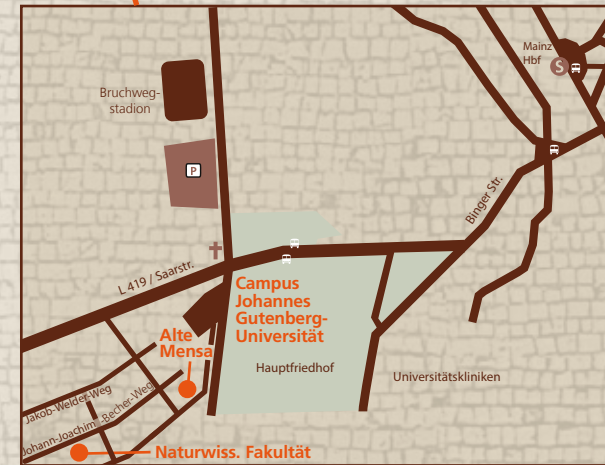 Mainz
Hbf
S
Bruchweg-
stadion
P
Binger Str.
L 419 / Saarstr.
Campus
Johannes
Gutenberg-
Universität
Alte
Mensa
Hauptfriedhof
Universitätskliniken
Jakob-Welder-Weg
Johann-Joachim-Becher-Weg
Naturwiss. Fakultät